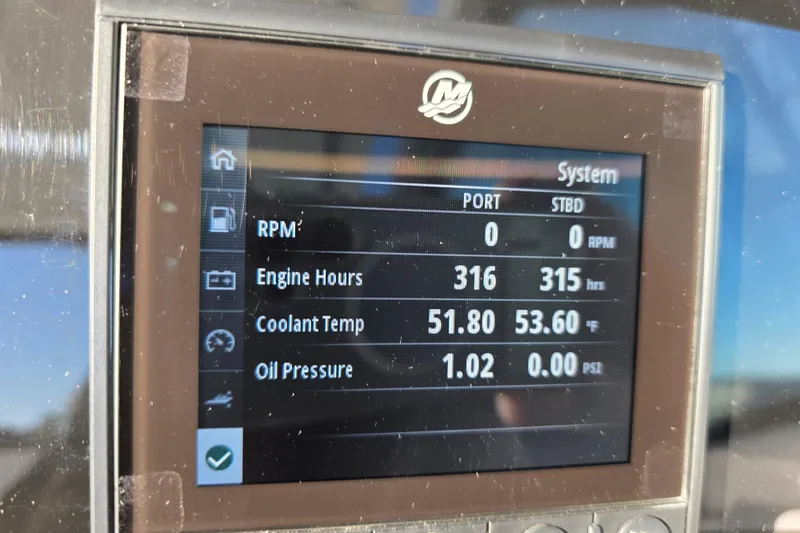 System
PORT STBD
RPM 0 0 RPM
Engine Hours 316 315 hrs
Coolant Temp 51.80 53.60 °F
Oil Pressure 1.02 0.00 PSI